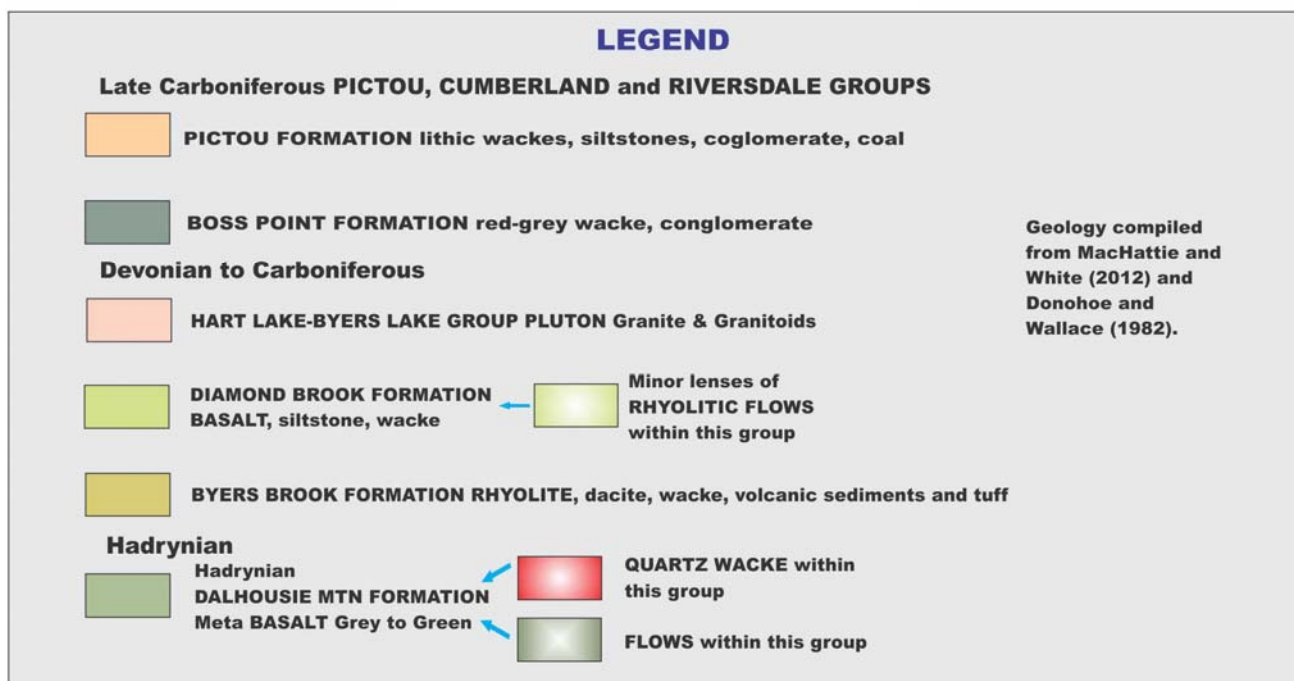 LEGEND
Late Carboniferous PICTOU, CUMBERLAND and RIVERSDALE GROUPS
PICTOU FORMATION lithic wackes, siltstones, coglomerate, coal
BOSS POINT FORMATION red-grey wacke, conglomerate
Geology compiled
from MacHattie and
White (2012) and
Donohoe and
Wallace (1982).
Devonian to Carboniferous
HART LAKE-BYERS LAKE GROUP PLUTON Granite & Granitoids
DIAMOND BROOK FORMATION
BASALT, siltstone, wacke
Minor lenses of
RHYOLITIC FLOWS
within this group
BYERS BROOK FORMATION RHYOLITE, dacite, wacke, volcanic sediments and tuff
Hadrynian
Hadrynian
DALHOUSIE MTN FORMATION
Meta BASALT Grey to Green
QUARTZ WACKE within
this group
FLOWS within this group